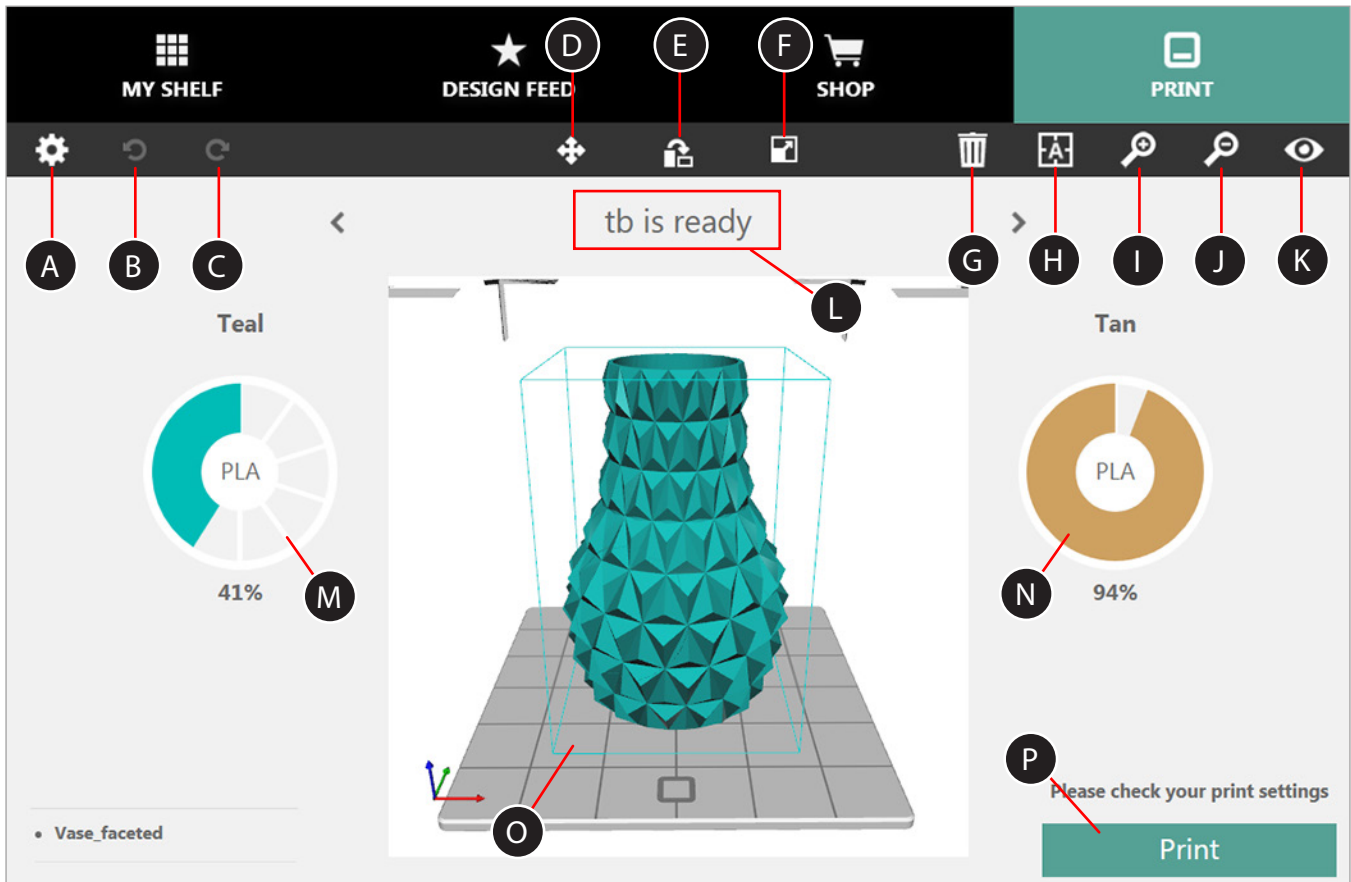 MY SHELF
DESIGN FEED
SHOP
PRINT
D
E
F
A
A
B
C
G
H
I
J
K
tb is ready
L
Teal
Tan
PLA
PLA
41%
94%
M
N
O
P
Please check your print settings
• Vase_faceted
Print